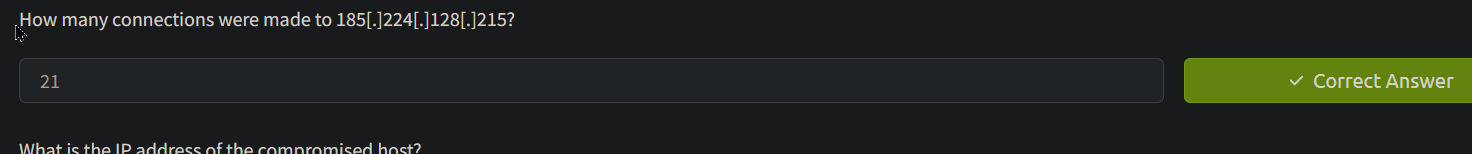 How many connections were made to 185[.]224[.]128[.]215?
21
✓ Correct Answer
What is the IP address of the compromised host?